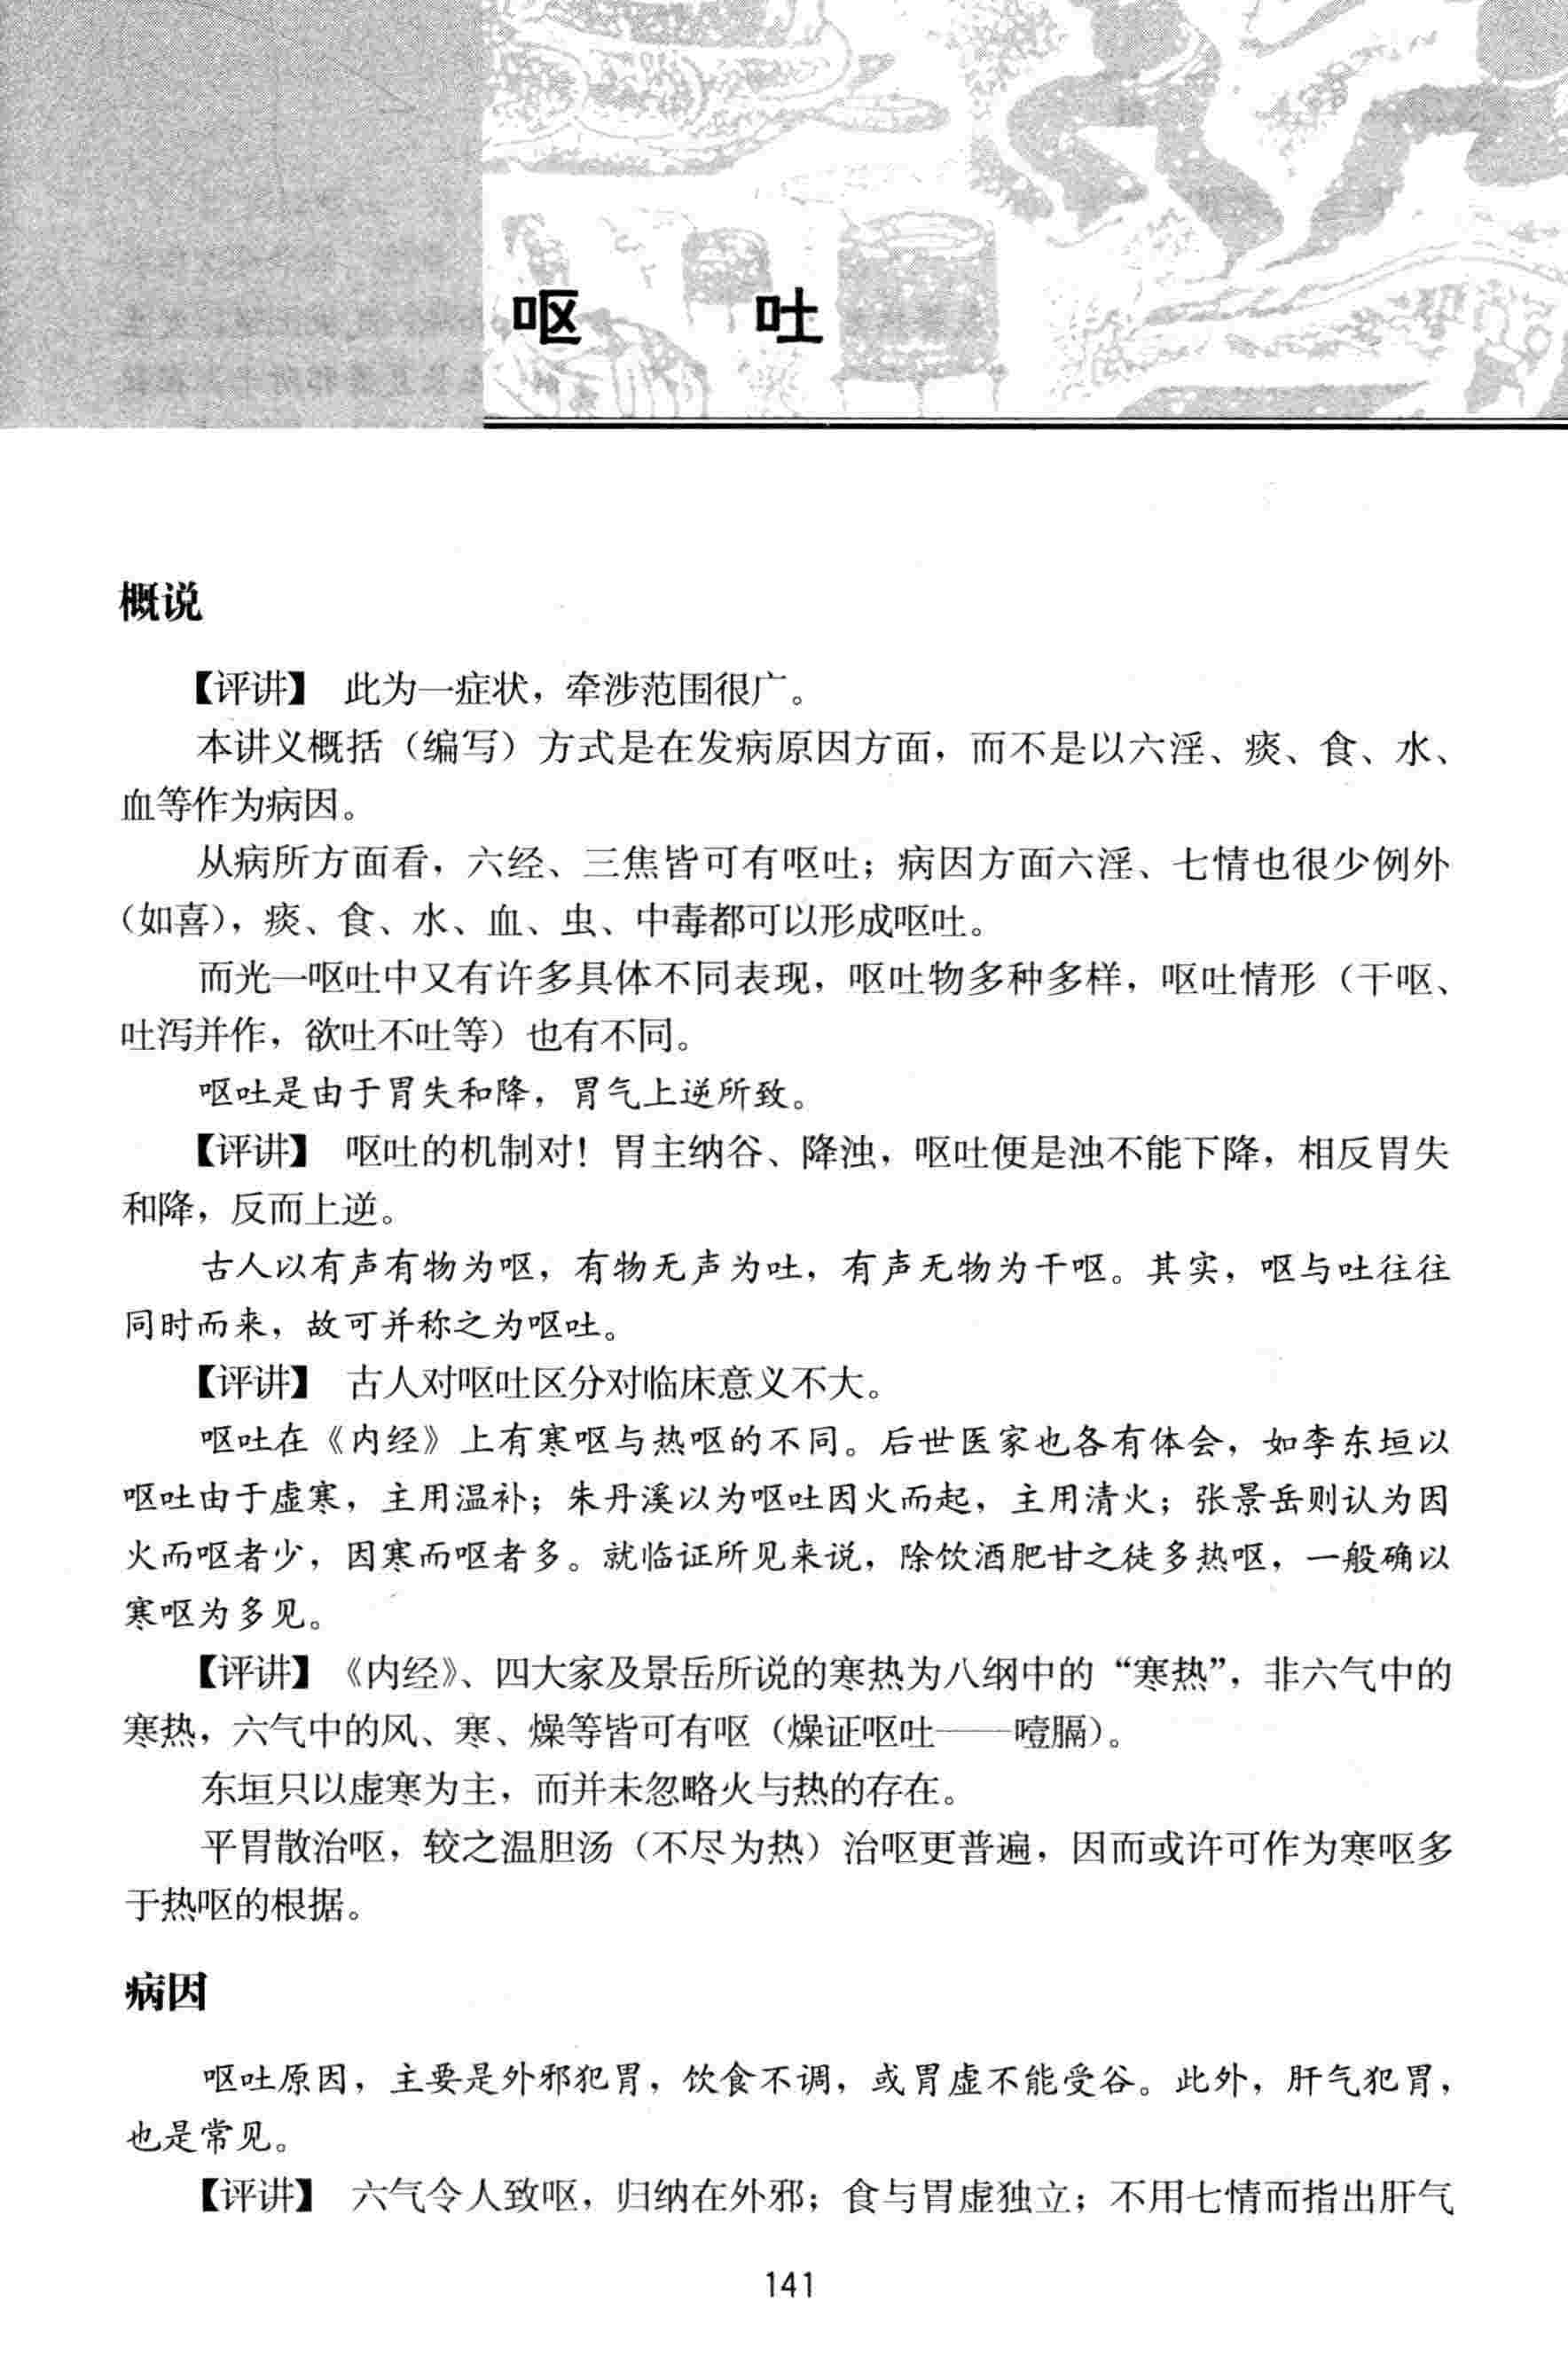 呕 吐
概说
【评讲】 此为一症状，牵涉范围很广。
本讲义概括（编写）方式是在发病原因方面，而不是以六淫、痰、食、水、
血等作为病因。
从病所方面看，六经、三焦皆可有呕吐；病因方面六淫、七情也很少例外
（如喜），痰、食、水、血、虫、中毒都可以形成呕吐。
而光一呕吐中又有许多具体不同表现，呕吐物多种多样，呕吐情形（干呕、
吐泻并作，欲吐不吐等）也有不同。
呕吐是由于胃失和降，胃气上逆所致。
【评讲】 呕吐的机制对！胃主纳谷、降浊，呕吐便是浊不能下降，相反胃失
和降，反而上逆。
古人以有声有物为呕，有物无声为吐，有声无物为干呕。其实，呕与吐往往
同时而来，故可并称之为呕吐。
【评讲】 古人对呕吐区分对临床意义不大。
呕吐在《内经》上有寒呕与热呕的不同。后世医家也各有体会，如李东垣以
呕吐由于虚寒，主用温补；朱丹溪以为呕吐因火而起，主用清火；张景岳则认为因
火而呕者少，因寒而呕者多。就临证所见来说，除饮酒肥甘之徒多热呕，一般确以
寒呕为多见。
【评讲】《内经》、四大家及景岳所说的寒热为八纲中的“寒热”，非六气中的
寒热，六气中的风、寒、燥等皆可有呕（燥证呕吐——噎膈）。
东垣只以虚寒为主，而并未忽略火与热的存在。
平胃散治呕，较之温胆汤（不尽为热）治呕更普遍，因而或许可作为寒呕多
于热呕的根据。
病因
呕吐原因，主要是外邪犯胃，饮食不调，或胃虚不能受谷。此外，肝气犯胃，
也是常见。
【评讲】 六气令人致呕，归纳在外邪；食与胃虚独立；不用七情而指出肝气
141